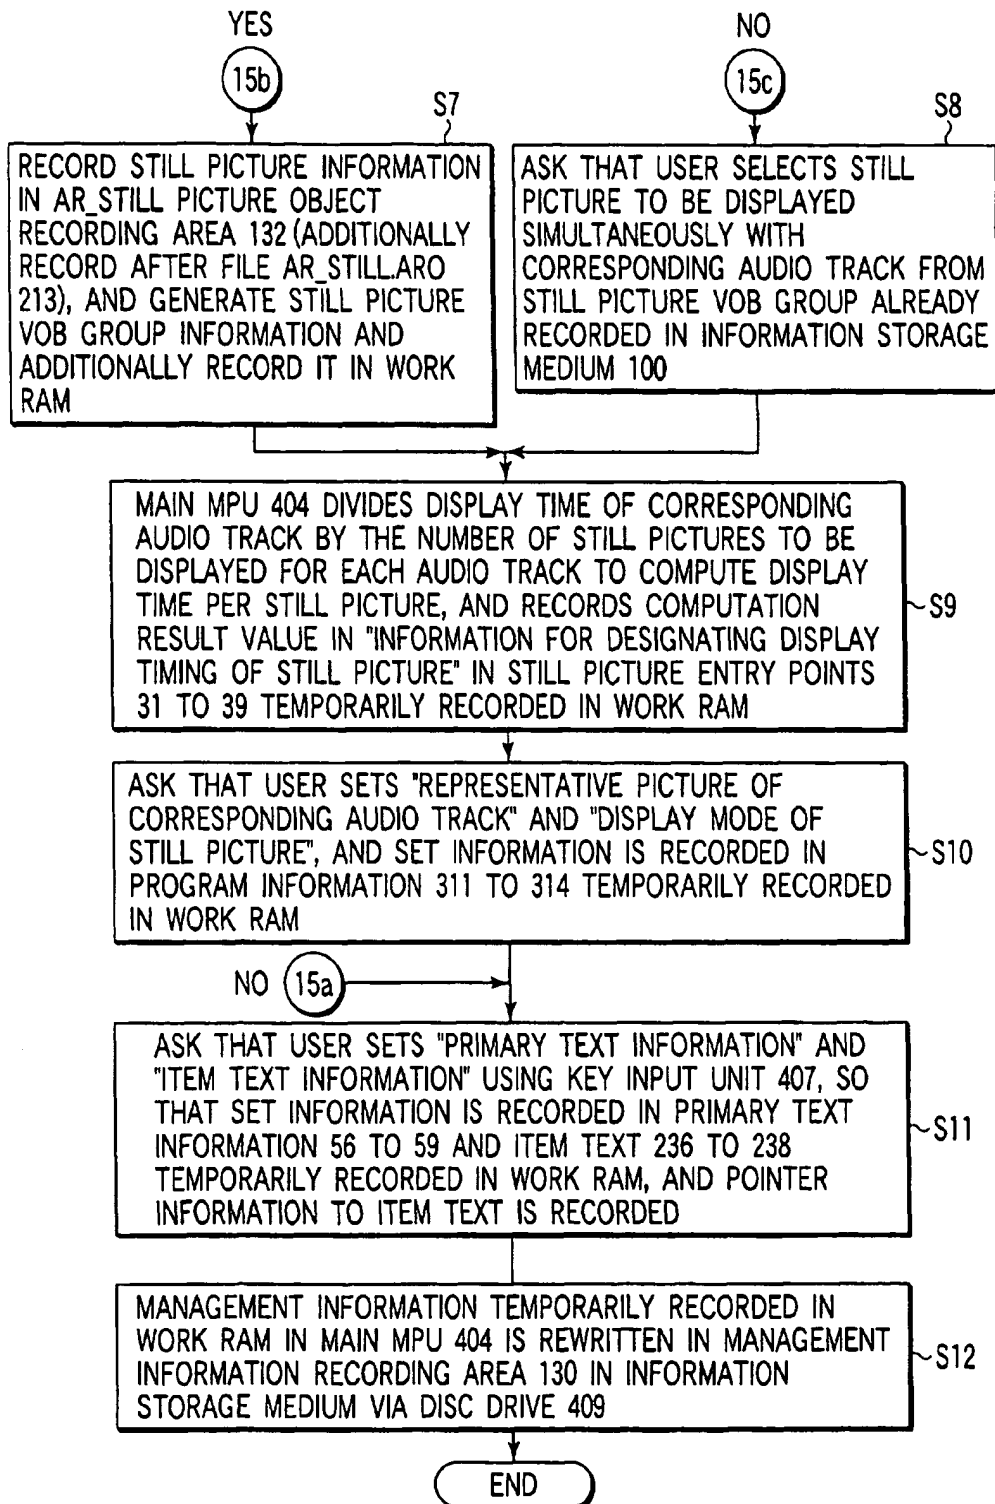 YES
15b
S7
RECORD STILL PICTURE INFORMATION
IN AR_STILL PICTURE OBJECT
RECORDING AREA 132 (ADDITIONALLY
RECORD AFTER FILE AR_STILL.ARO
213), AND GENERATE STILL PICTURE
VOB GROUP INFORMATION AND
ADDITIONALLY RECORD IT IN WORK
RAM
NO
15c
S8
ASK THAT USER SELECTS STILL
PICTURE TO BE DISPLAYED
SIMULTANEOUSLY WITH
CORRESPONDING AUDIO TRACK FROM
STILL PICTURE VOB GROUP ALREADY
RECORDED IN INFORMATION STORAGE
MEDIUM 100
MAIN MPU 404 DIVIDES DISPLAY TIME OF CORRESPONDING
AUDIO TRACK BY THE NUMBER OF STILL PICTURES TO BE
DISPLAYED FOR EACH AUDIO TRACK TO COMPUTE DISPLAY
TIME PER STILL PICTURE, AND RECORDS COMPUTATION
RESULT VALUE IN "INFORMATION FOR DESIGNATING DISPLAY
TIMING OF STILL PICTURE" IN STILL PICTURE ENTRY POINTS
31 TO 39 TEMPORARILY RECORDED IN WORK RAM
S9
ASK THAT USER SETS "REPRESENTATIVE PICTURE OF
CORRESPONDING AUDIO TRACK" AND "DISPLAY MODE OF
STILL PICTURE", AND SET INFORMATION IS RECORDED IN
PROGRAM INFORMATION 311 TO 314 TEMPORARILY RECORDED
IN WORK RAM
S10
NO 15a
ASK THAT USER SETS "PRIMARY TEXT INFORMATION" AND
"ITEM TEXT INFORMATION" USING KEY INPUT UNIT 407, SO
THAT SET INFORMATION IS RECORDED IN PRIMARY TEXT
INFORMATION 56 TO 59 AND ITEM TEXT 236 TO 238
TEMPORARILY RECORDED IN WORK RAM, AND POINTER
INFORMATION TO ITEM TEXT IS RECORDED
S11
MANAGEMENT INFORMATION TEMPORARILY RECORDED IN
WORK RAM IN MAIN MPU 404 IS REWRITTEN IN MANAGEMENT
INFORMATION RECORDING AREA 130 IN INFORMATION
STORAGE MEDIUM VIA DISC DRIVE 409
S12
END